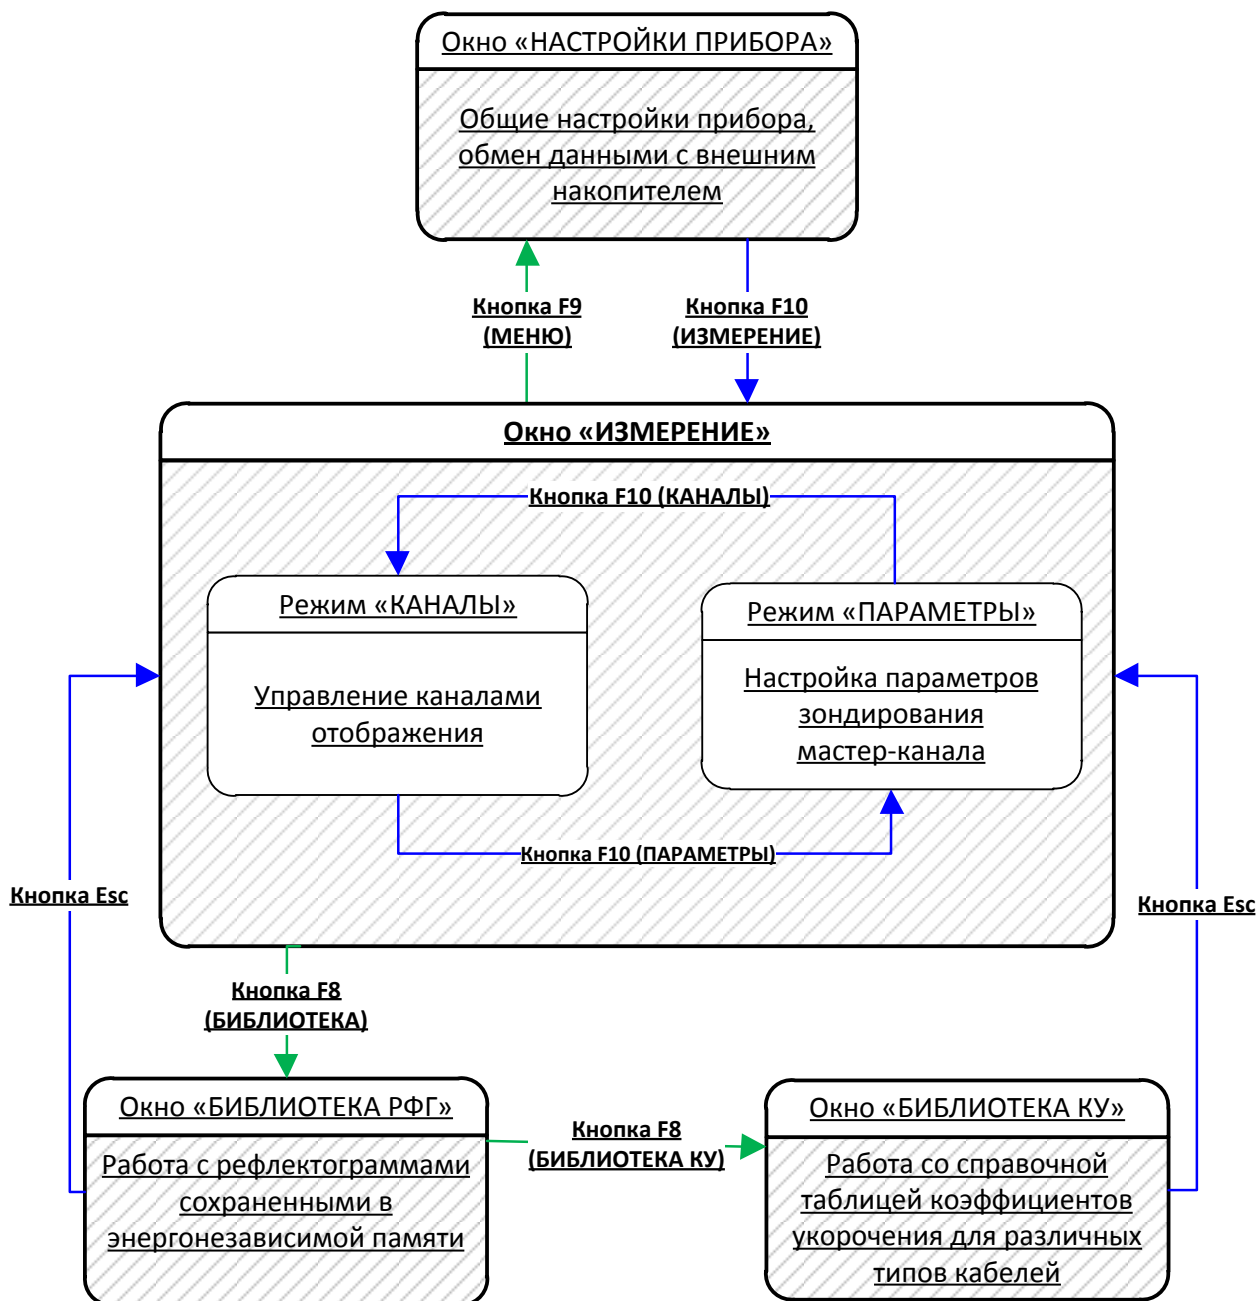 Окно «НАСТРОЙКИ ПРИБОРА»
Общие настройки прибора,
обмен данными с внешним
накопителем
Кнопка F9
(МЕНЮ)
Кнопка F10
(ИЗМЕРЕНИЕ)
Окно «ИЗМЕРЕНИЕ»
Кнопка F10 (КАНАЛЫ)
Режим «КАНАЛЫ»
Управление каналами
отображения
Режим «ПАРАМЕТРЫ»
Настройка параметров
зондирования
мастер-канала
Кнопка F10 (ПАРАМЕТРЫ)
Кнопка Esc
Кнопка Esc
Кнопка F8
(БИБЛИОТЕКА)
Окно «БИБЛИОТЕКА РФГ»
Работа с рефлектограммами
сохраненными в
энергонезависимой памяти
Кнопка F8
(БИБЛИОТЕКА КУ)
Окно «БИБЛИОТЕКА КУ»
Работа со справочной
таблицей коэффициентов
укорочения для различных
типов кабелей